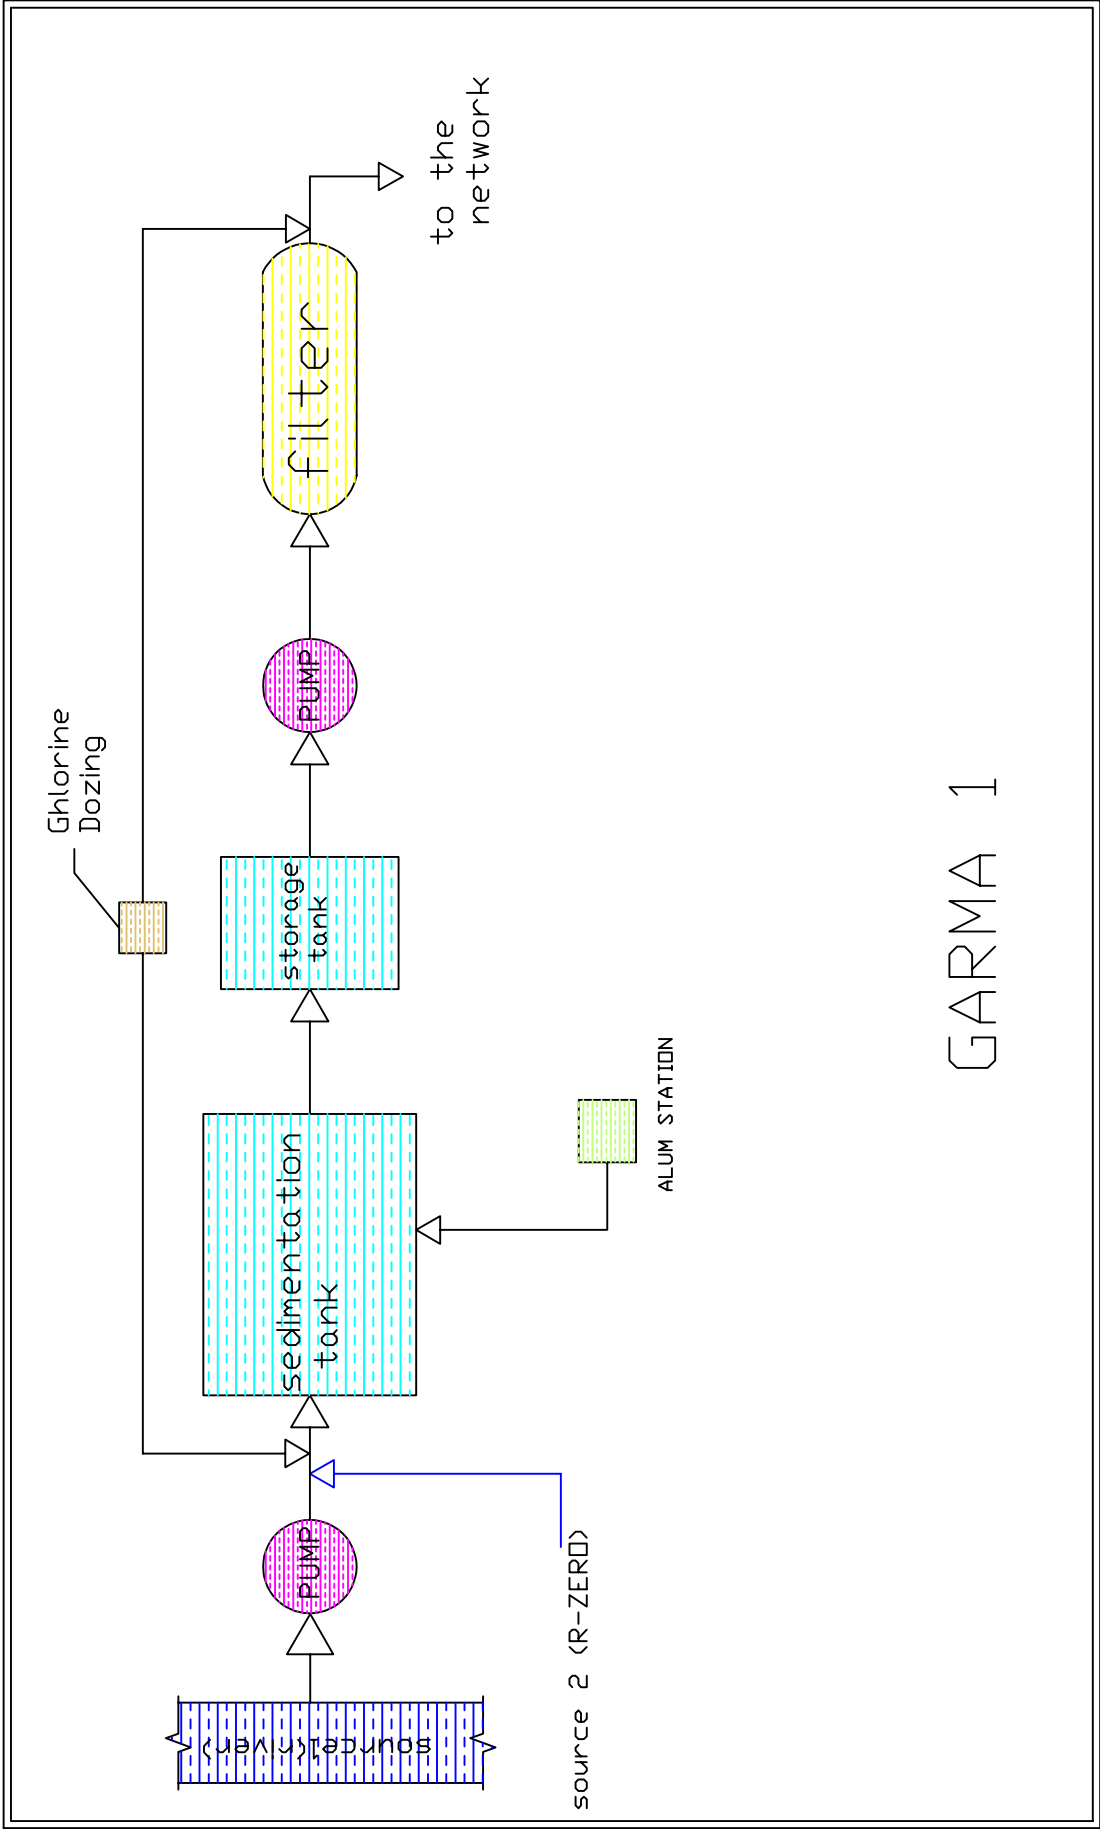 Ghlorine
Dozing
source1(river)
PUMP
sedimentation
tank
storage
tank
PUMP
filter
to the
network
source 2 (R-ZERO)
ALUM STATION
GARMA 1